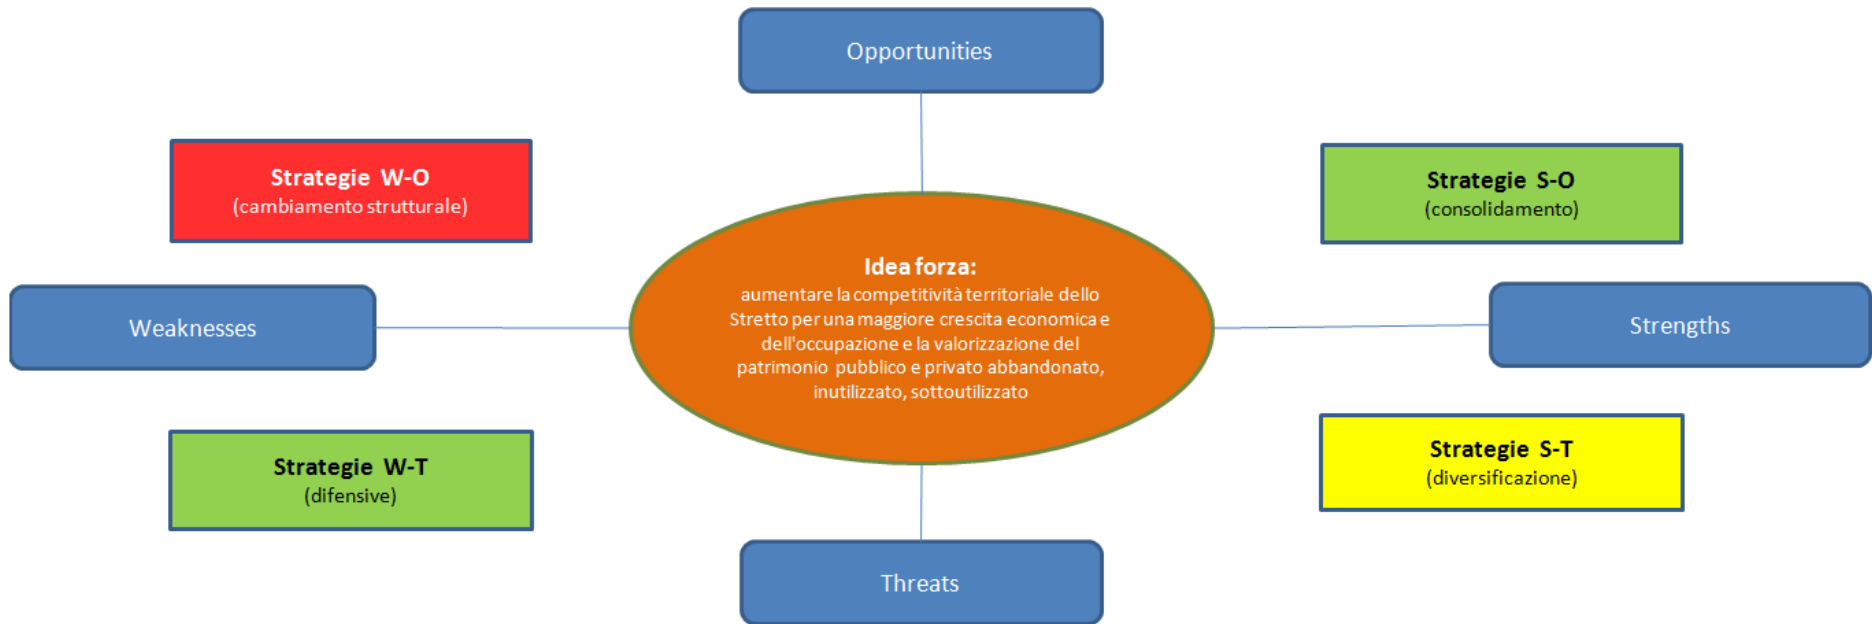 Opportunities
Strategie W-O
(cambiamento strutturale)
Strategie S-O
(consolidamento)
Idea forza:
aumentare la competitività territoriale dello
Stretto per una maggiore crescita economica e
dell'occupazione e la valorizzazione del
patrimonio pubblico e privato abbandonato,
inutilizzato, sottoutilizzato
Weaknesses
Strengths
Strategie W-T
(difensive)
Strategie S-T
(diversificazione)
Threats